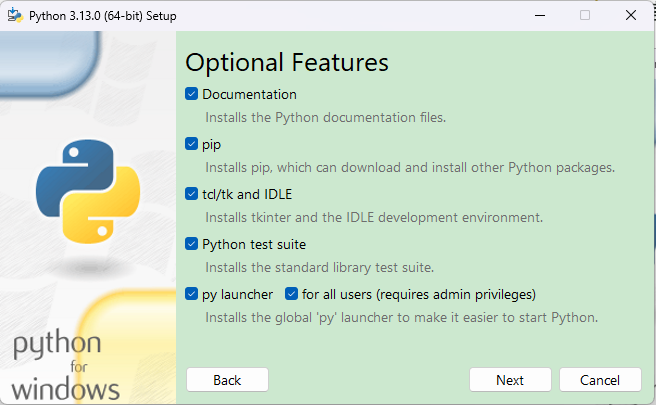 Python 3.13.0 (64-bit) Setup
Optional Features
Documentation
Installs the Python documentation files.
pip
Installs pip, which can download and install other Python packages.
tcl/tk and IDLE
Installs tkinter and the IDLE development environment.
Python test suite
Installs the standard library test suite.
py launcher for all users (requires admin privileges)
Installs the global 'py' launcher to make it easier to start Python.
python
for
windows
Back Next Cancel